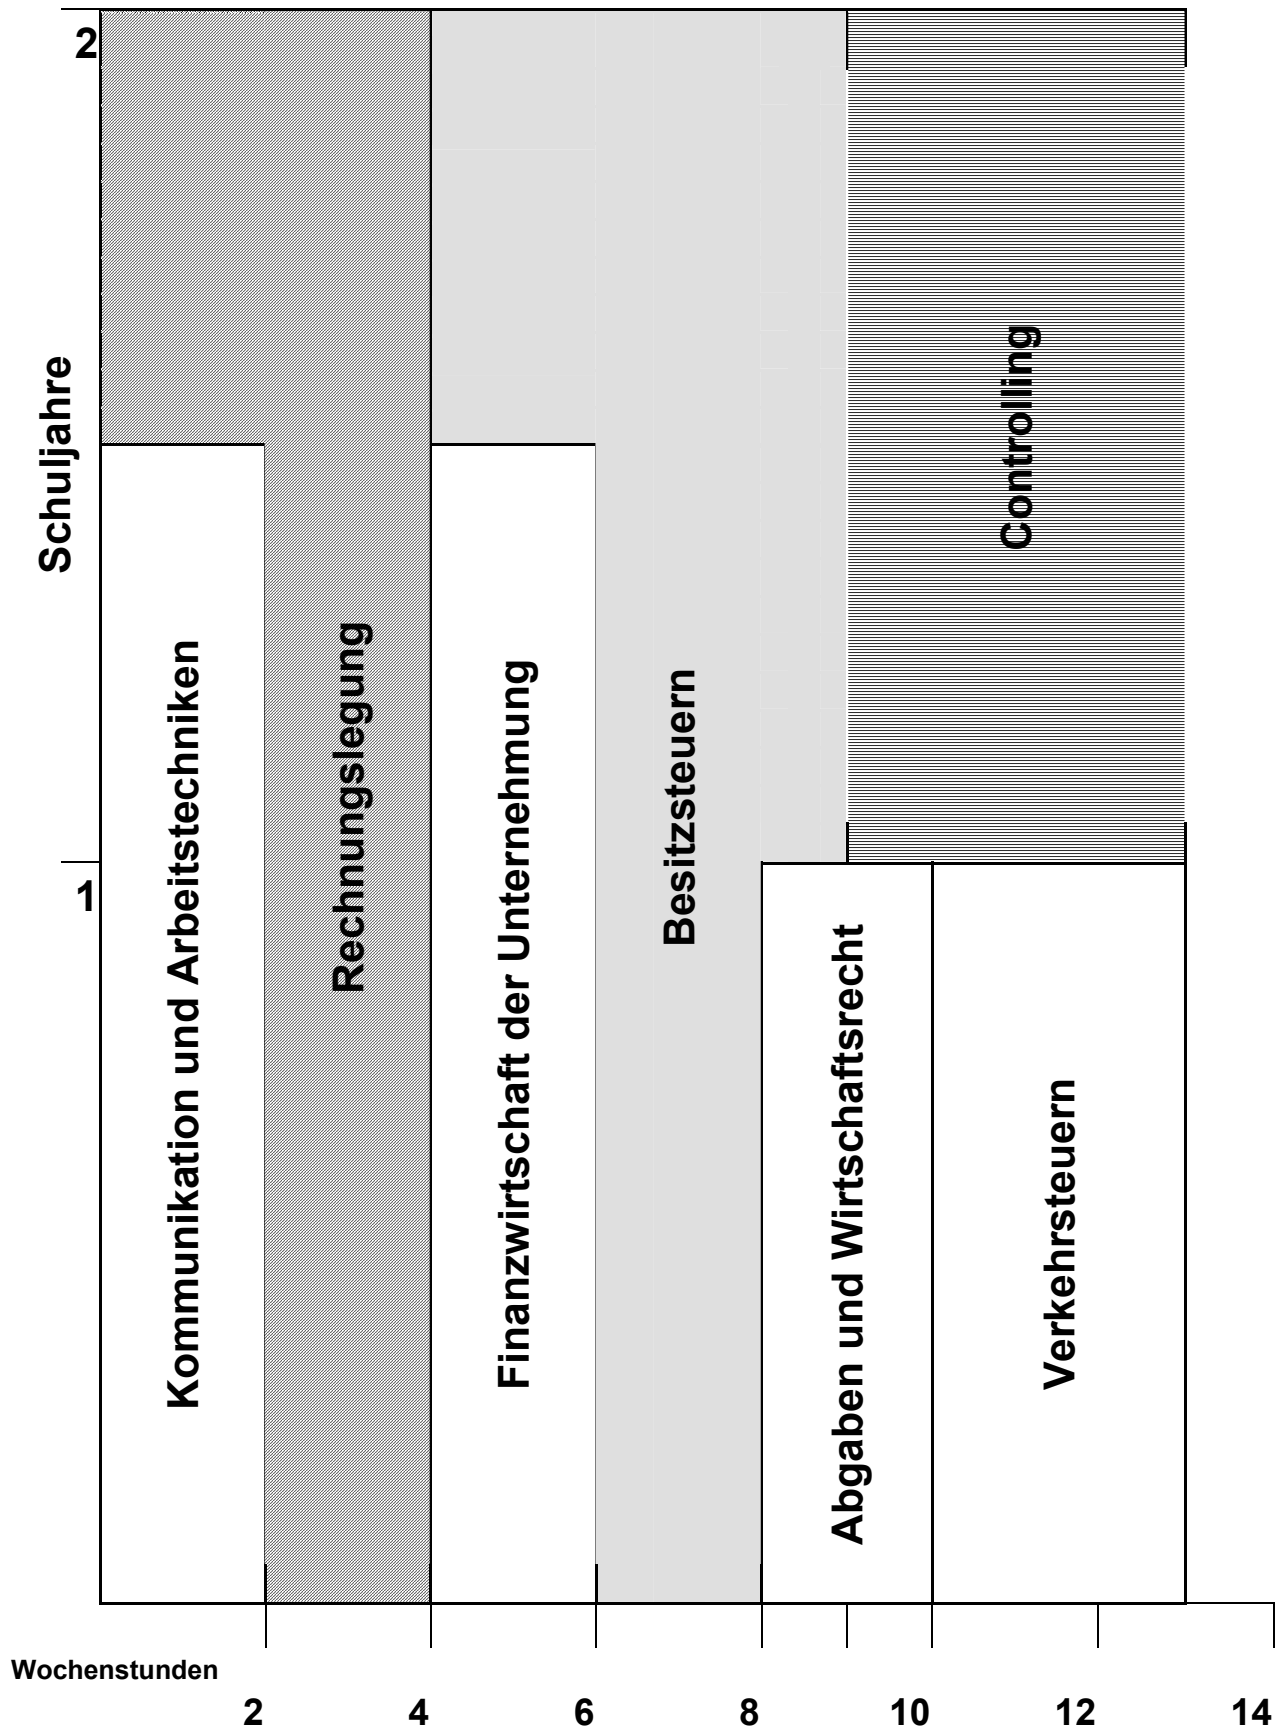 2
Schuljahre
1
Kommunikation und Arbeitstechniken
Rechnungslegung
Finanzwirtschaft der Unternehmung
Besitzsteuern
Controlling
Abgaben und Wirtschaftsrecht
Verkehrsteuern
Wochenstunden
2 4 6 8 10 12 14